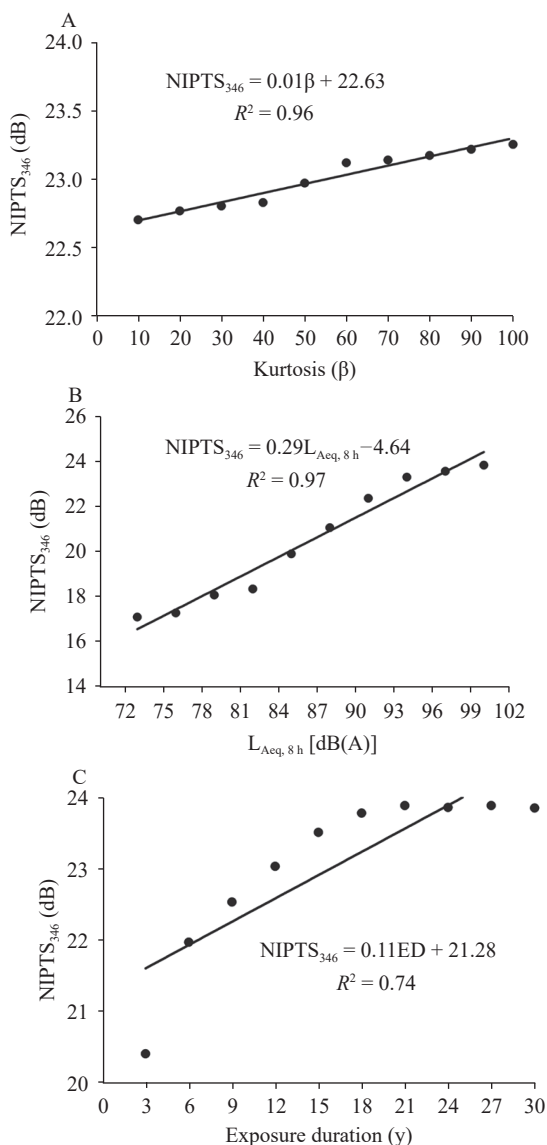 A
24.0
23.5
23.0
22.5
22.0
NIPTS346 (dB)
NIPTS346 = 0.01β + 22.63
R2 = 0.96
0 10 20 30 40 50 60 70 80 90 100
Kurtosis (β)
B
26
24
22
20
18
16
14
NIPTS346 (dB)
NIPTS346 = 0.29LAeq, 8 h −4.64
R2 = 0.97
72 75 78 81 84 87 90 93 96 99 102
LAeq, 8 h [dB(A)]
C
24
23
22
21
20
NIPTS346 (dB)
NIPTS346 = 0.11ED + 21.28
R2 = 0.74
0 3 6 9 12 15 18 21 24 27 30
Exposure duration (y)